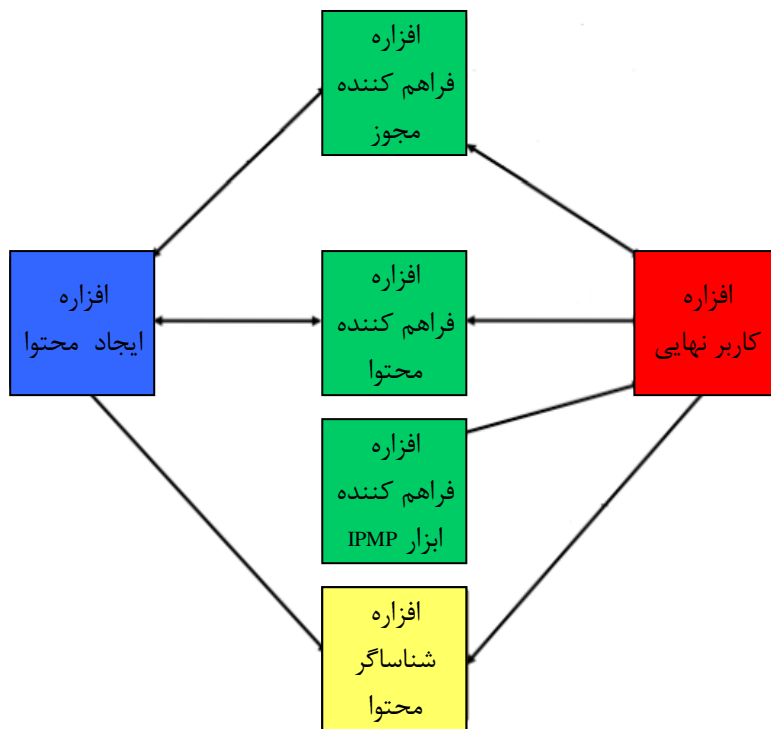 افزاره
فراهم کننده
مجوز
افزاره
ایجاد محتوا
افزاره
فراهم کننده
محتوا
افزاره
کاربر نهایی
افزاره
فراهم کننده
ابزار IPMP
افزاره
شناساگر
محتوا